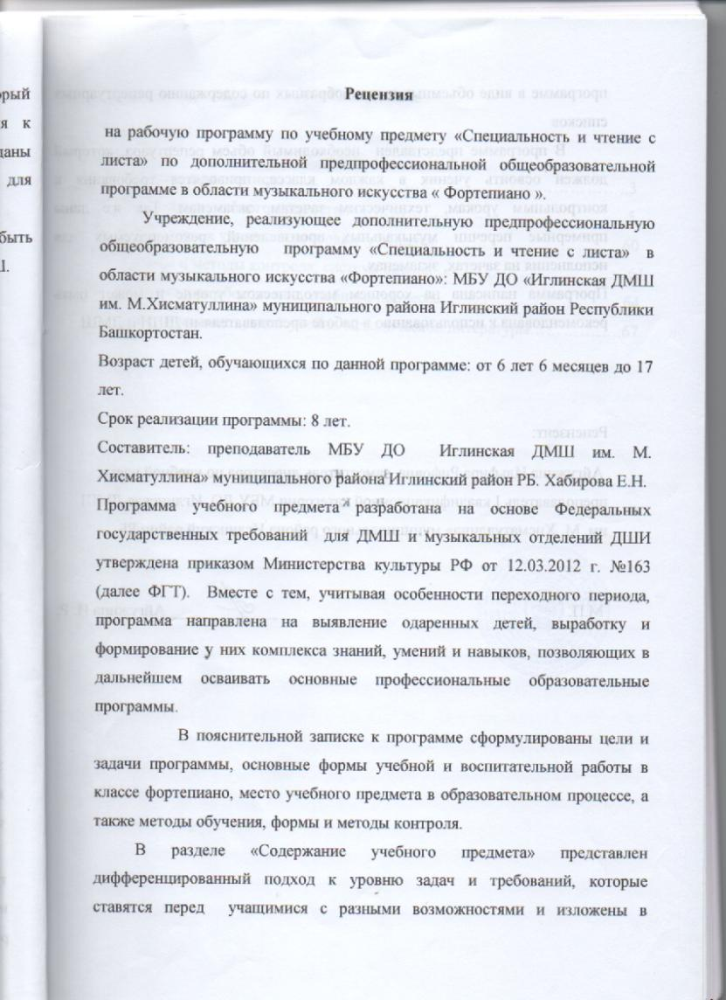 орый
я к
даны
для
быть
Рецензия
на рабочую программу по учебному предмету «Специальность и чтение с
листа» по дополнительной предпрофессиональной общеобразовательной
программе в области музыкального искусства « Фортепиано ».
Учреждение, реализующее дополнительную предпрофессиональную
общеобразовательную программу «Специальность и чтение с листа» в
области музыкального искусства «Фортепиано»: МБУ ДО «Иглинская ДМШ
им. М.Хисматуллина» муниципального района Иглинский район Республики
Башкортостан.
Возраст детей, обучающихся по данной программе: от 6 лет 6 месяцев до 17
лет.
Срок реализации программы: 8 лет.
Составитель: преподаватель МБУ ДО Иглинская ДМШ им. М.
Хисматуллина» муниципального района Иглинский район РБ. Хабирова Е.Н.
Программа учебного предмета разработана на основе Федеральных
государственных требований для ДМШ и музыкальных отделений ДШИ
утверждена приказом Министерства культуры РФ от 12.03.2012 г. №163
(далее ФГТ). Вместе с тем, учитывая особенности переходного периода,
программа направлена на выявление одаренных детей, выработку и
формирование у них комплекса знаний, умений и навыков, позволяющих в
дальнейшем осваивать основные профессиональные образовательные
программы.
В пояснительной записке к программе сформулированы цели и
задачи программы, основные формы учебной и воспитательной работы в
классе фортепиано, место учебного предмета в образовательном процессе, а
также методы обучения, формы и методы контроля.
В разделе «Содержание учебного предмета» представлен
дифференцированный подход к уровню задач и требований, которые
ставятся перед учащимися с разными возможностями и изложены в